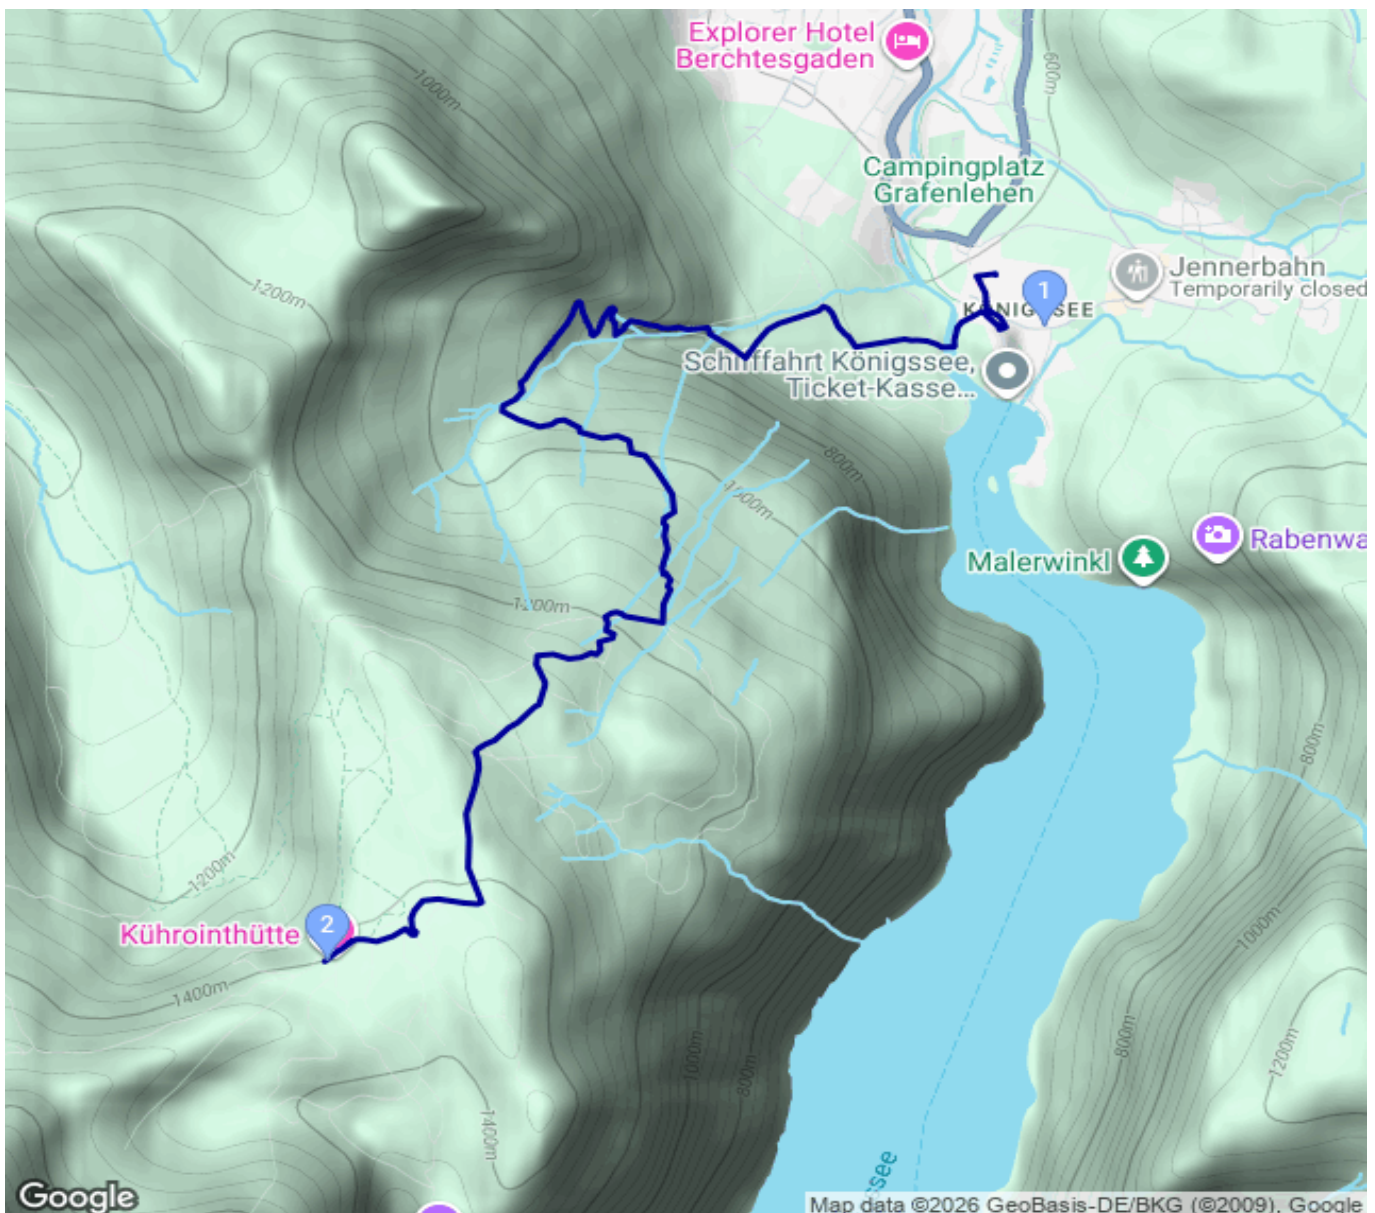 Explorer Hotel
Berchtesgaden
1000m
600m
Campingplatz
Grafenlehen
Jennerbahn
Temporarily closed
1200m
1
Schifffahrt Königssee,
Ticket-Kasse...
800m
1000m
Malerwinkl
1200m
800m
1200m
2
Kührointhütte
1000m
1400m
800m
1000m
800m
1200m
1400m
ssee
Google
Map data ©2026 GeoBasis-DE/BKG (©2009), Google